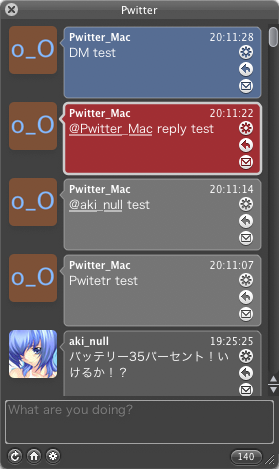 Pwitter
o_O
Pwitter_Mac 20:11:28
DM test
o_O
Pwitter_Mac 20:11:22
@Pwitter_Mac reply test
o_O
Pwitter_Mac 20:11:14
@aki_null test
o_O
Pwitter_Mac 20:11:07
Pwitetr test
aki_null 19:25:25
バッテリー35パーセント！い
けるか！？
What are you doing?
140